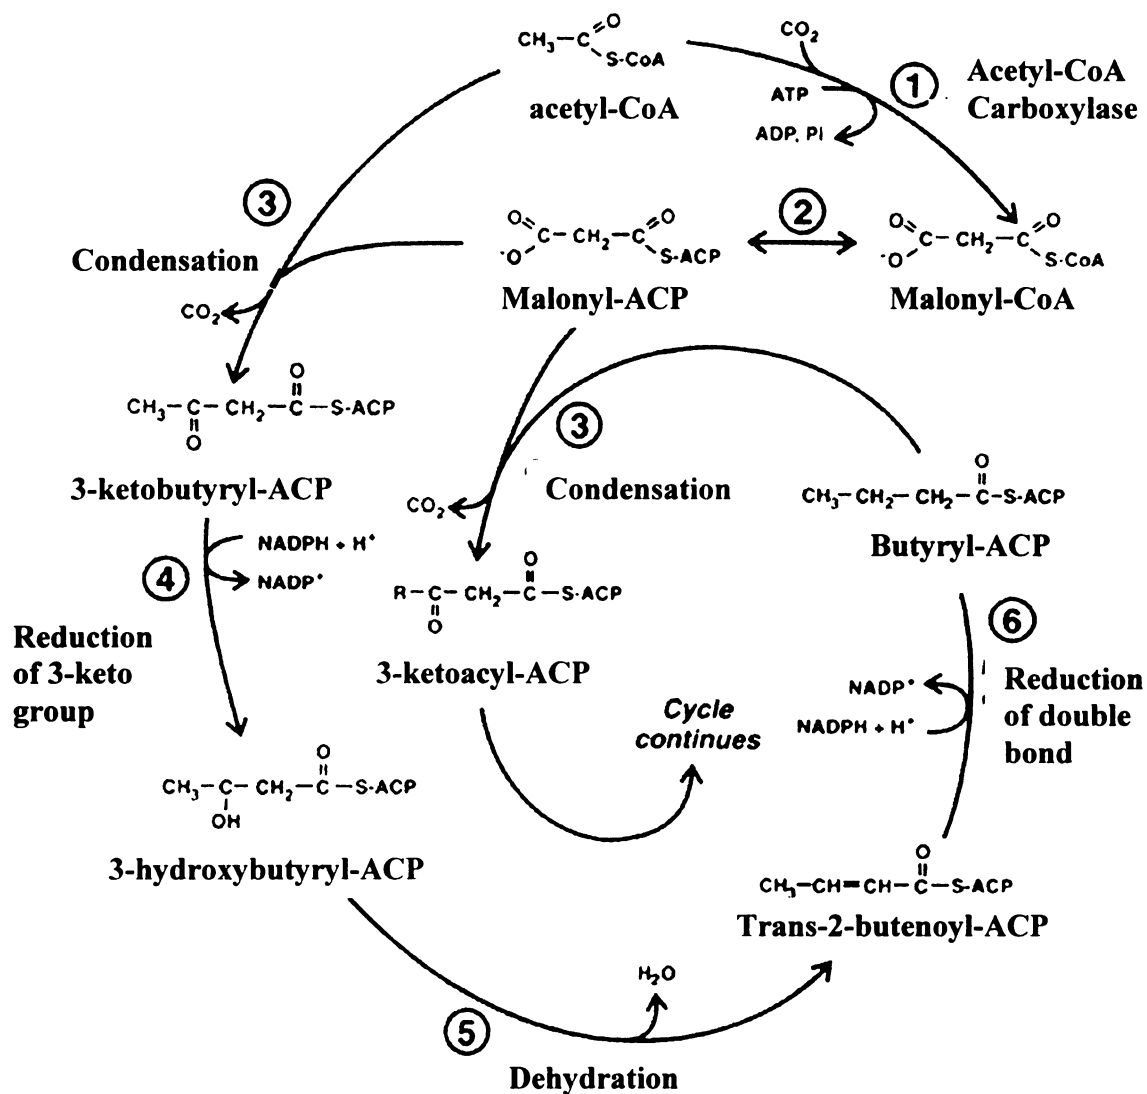 CH₃-C=O
S-CoA
acetyl-CoA
CO₂
ATP
ADP, Pi
1
Acetyl-CoA
Carboxylase
3
Condensation
CO₂
O=C-CH₂-C=O
-O
S-ACP
Malonyl-ACP
2
O=C-CH₂-C=O
-O
S-CoA
Malonyl-CoA
O
CH₃-C-CH₂-C-S-ACP
O
3-ketobutyryl-ACP
3
Condensation
CO₂
O
CH₃-CH₂-CH₂-C-S-ACP
Butyryl-ACP
4
NADPH + H⁺
NADP⁺
Reduction
of 3-keto
group
O
R-C-CH₂-C-S-ACP
O
3-ketoacyl-ACP
Cycle
continues
6
NADP⁺
NADPH + H⁺
Reduction
of double
bond
O
CH₃-C-CH₂-C-S-ACP
OH
3-hydroxybutyryl-ACP
O
CH₃-CH=CH-C-S-ACP
Trans-2-butenoyl-ACP
H₂O
5
Dehydration